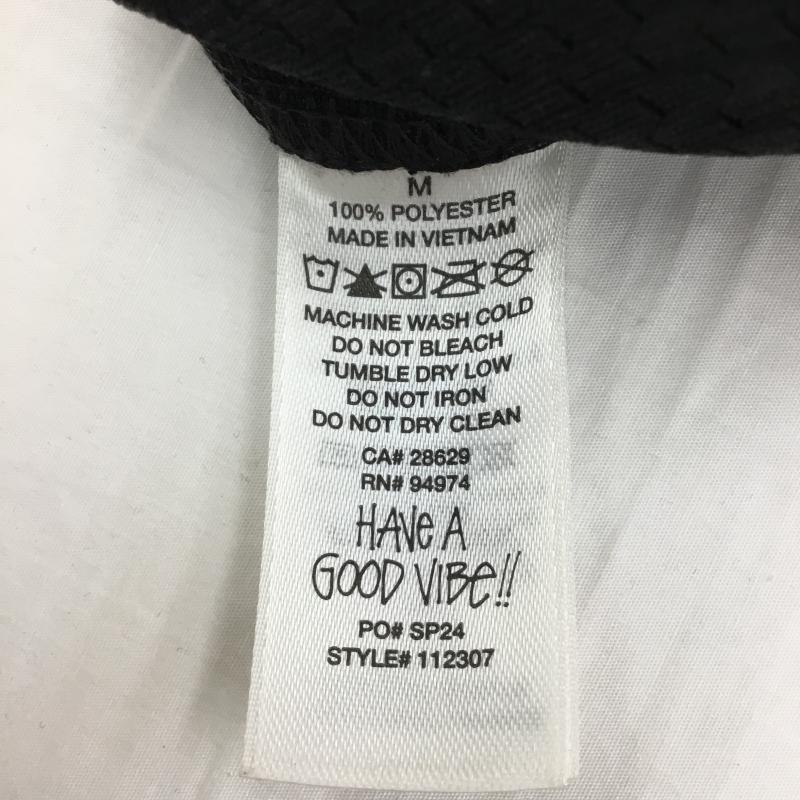 M
100% POLYESTER
MADE IN VIETNAM
MACHINE WASH COLD
DO NOT BLEACH
TUMBLE DRY LOW
DO NOT IRON
DO NOT DRY CLEAN
CA# 28629
RN# 94974
HAVe A
GOOD VIBe!!
PO# SP24
STYLE# 112307